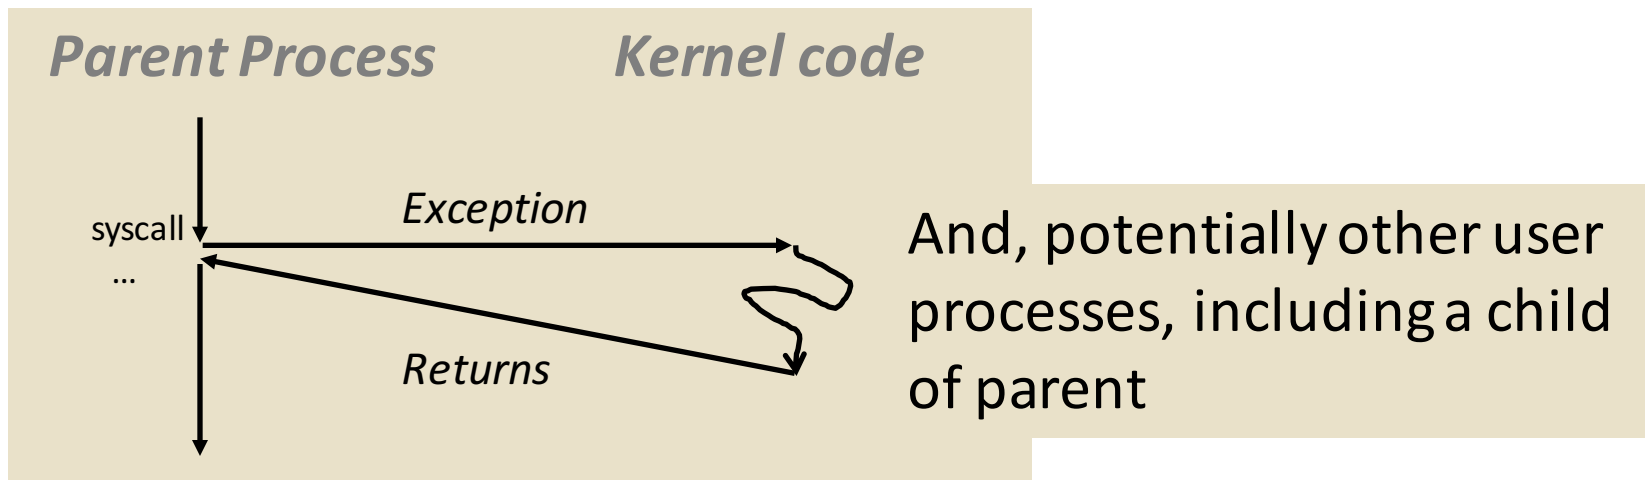 Parent Process
Kernel code
Exception
syscall
…
Returns
And, potentially other user
processes, including a child
of parent